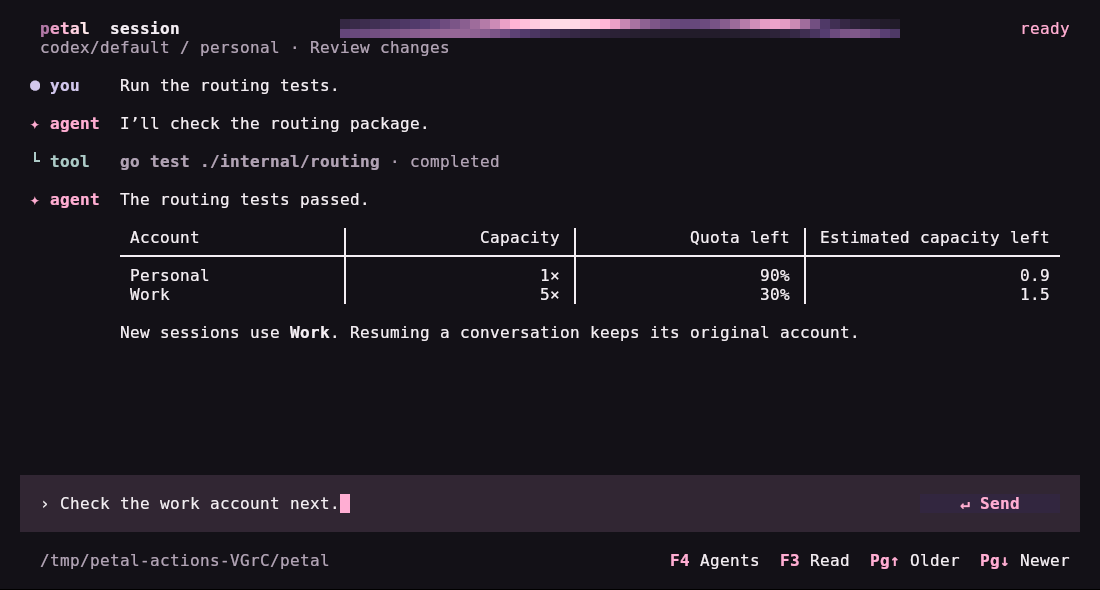 petal session ready
codex/default / personal · Review changes
● you Run the routing tests.
✦ agent I’ll check the routing package.
└ tool go test ./internal/routing · completed
✦ agent The routing tests passed.
Account Capacity Quota left Estimated capacity left
Personal 1× 90% 0.9
Work 5× 30% 1.5
New sessions use Work. Resuming a conversation keeps its original account.
› Check the work account next. ↵ Send
/tmp/petal-actions-VGrC/petal F4 Agents F3 Read Pg↑ Older Pg↓ Newer